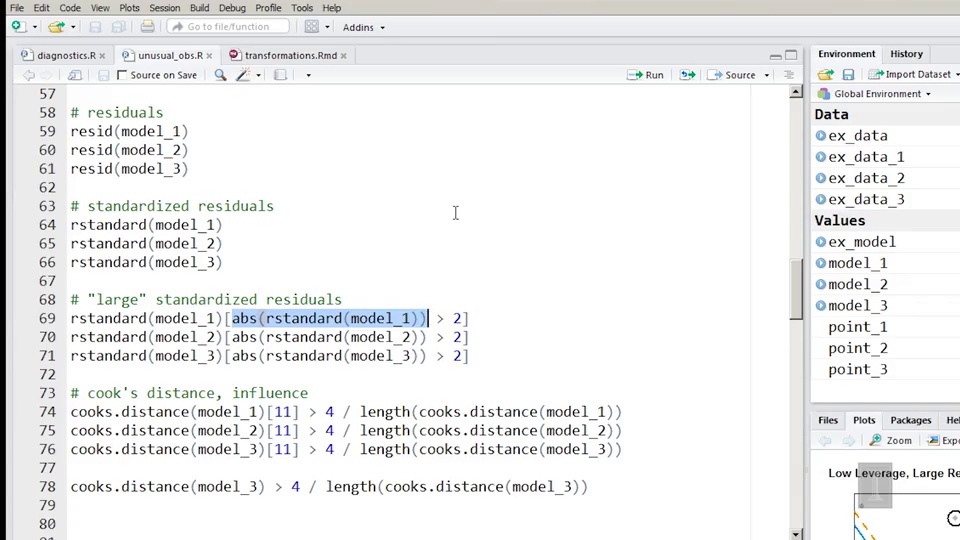 File Edit Code View Plots Session Build Debug Profile Tools Help
Go to file/function Addins
diagnostics.R unusual_obs.R transformations.Rmd
Source on Save Run Source
57
58 # residuals
59 resid(model_1)
60 resid(model_2)
61 resid(model_3)
62
63 # standardized residuals
64 rstandard(model_1)
65 rstandard(model_2)
66 rstandard(model_3)
67
68 # "large" standardized residuals
69 rstandard(model_1)[abs(rstandard(model_1)) > 2]
70 rstandard(model_2)[abs(rstandard(model_2)) > 2]
71 rstandard(model_3)[abs(rstandard(model_3)) > 2]
72
73 # cook's distance, influence
74 cooks.distance(model_1)[11] > 4 / length(cooks.distance(model_1))
75 cooks.distance(model_2)[11] > 4 / length(cooks.distance(model_2))
76 cooks.distance(model_3)[11] > 4 / length(cooks.distance(model_3))
77
78 cooks.distance(model_3) > 4 / length(cooks.distance(model_3))
79
80
Environment History
Import Dataset
Global Environment
Data
ex_data
ex_data_1
ex_data_2
ex_data_3
Values
ex_model
model_1
model_2
model_3
point_1
point_2
point_3
Files Plots Packages He
Zoom Expo
Low Leverage, Large Re